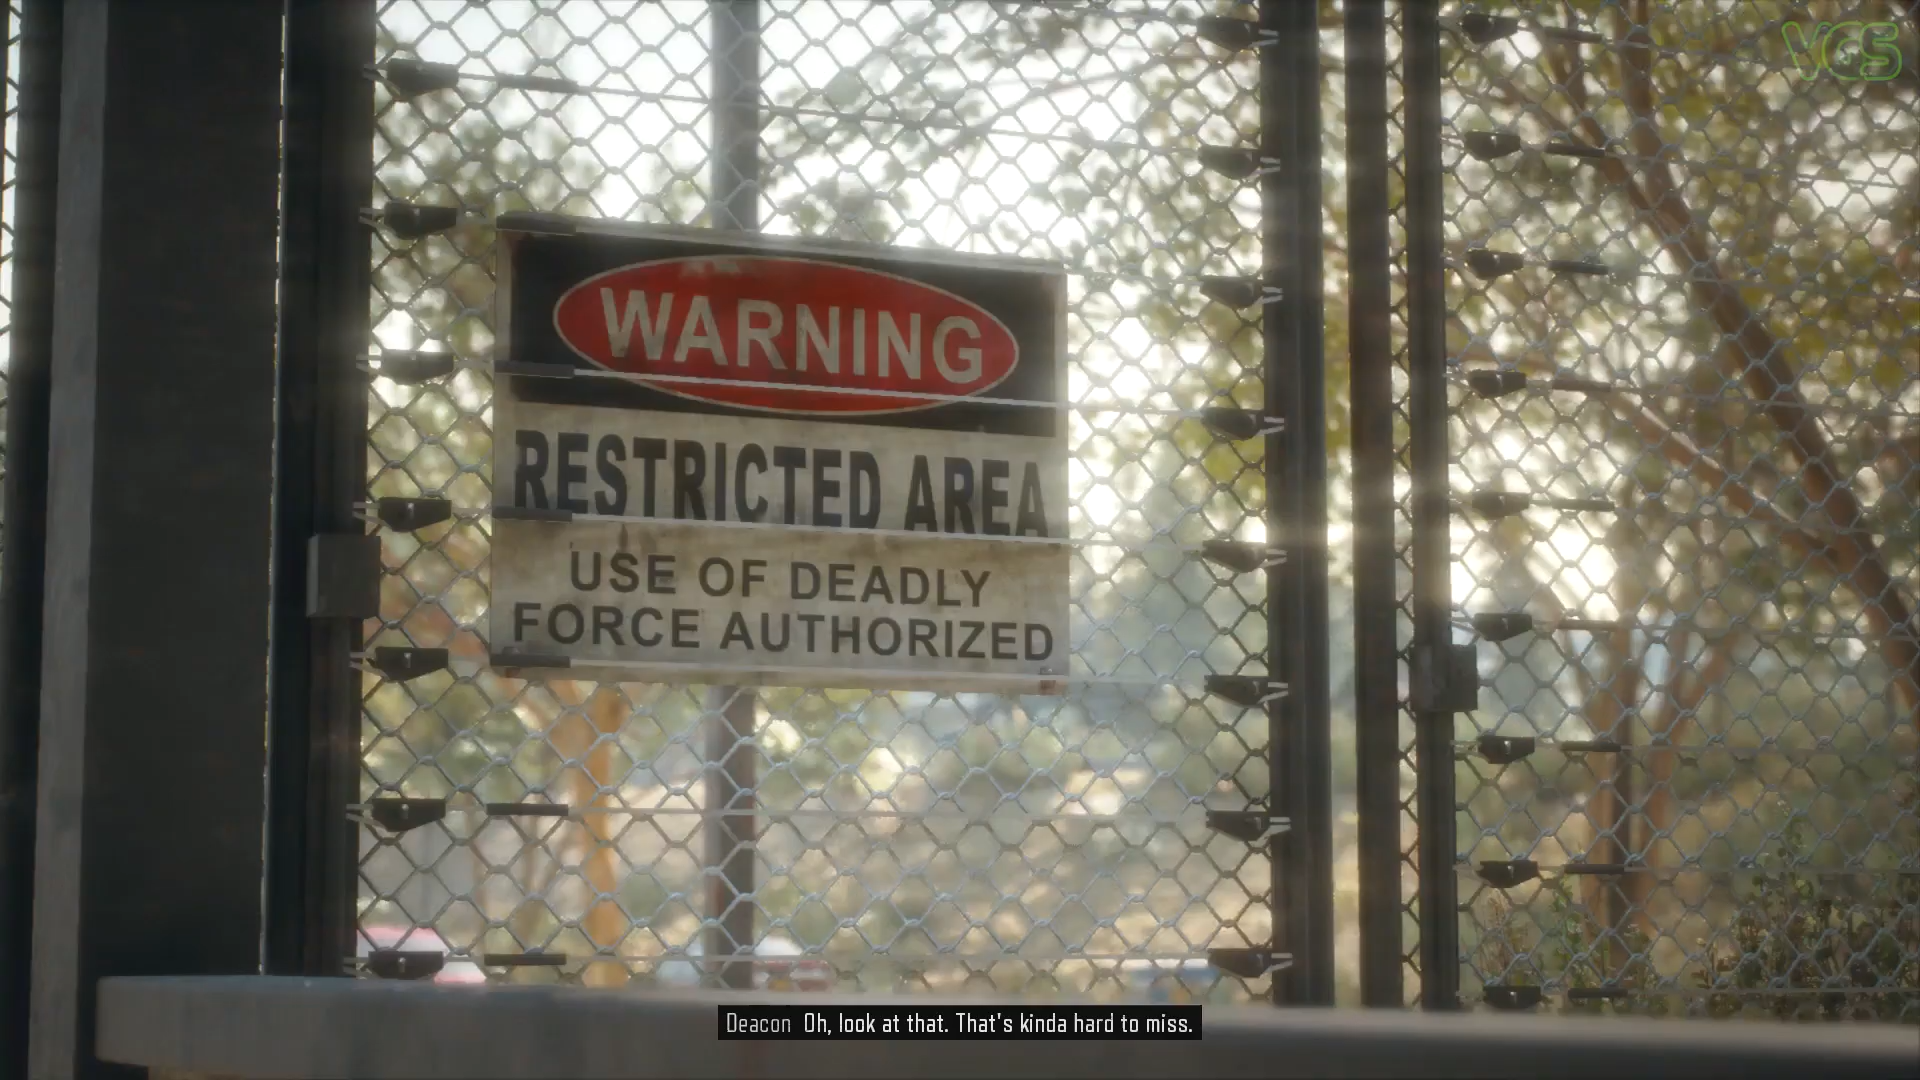 VGS
WARNING
RESTRICTED AREA
USE OF DEADLY
FORCE AUTHORIZED
Deacon Oh, look at that. That's kinda hard to miss.